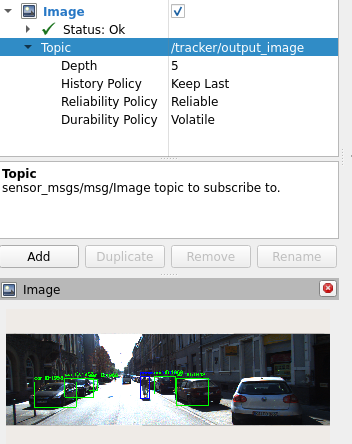 Image
Status: Ok
Topic /tracker/output_image
Depth 5
History Policy Keep Last
Reliability Policy Reliable
Durability Policy Volatile
Topic
sensor_msgs/msg/Image topic to subscribe to.
Add Duplicate Remove Rename
Image